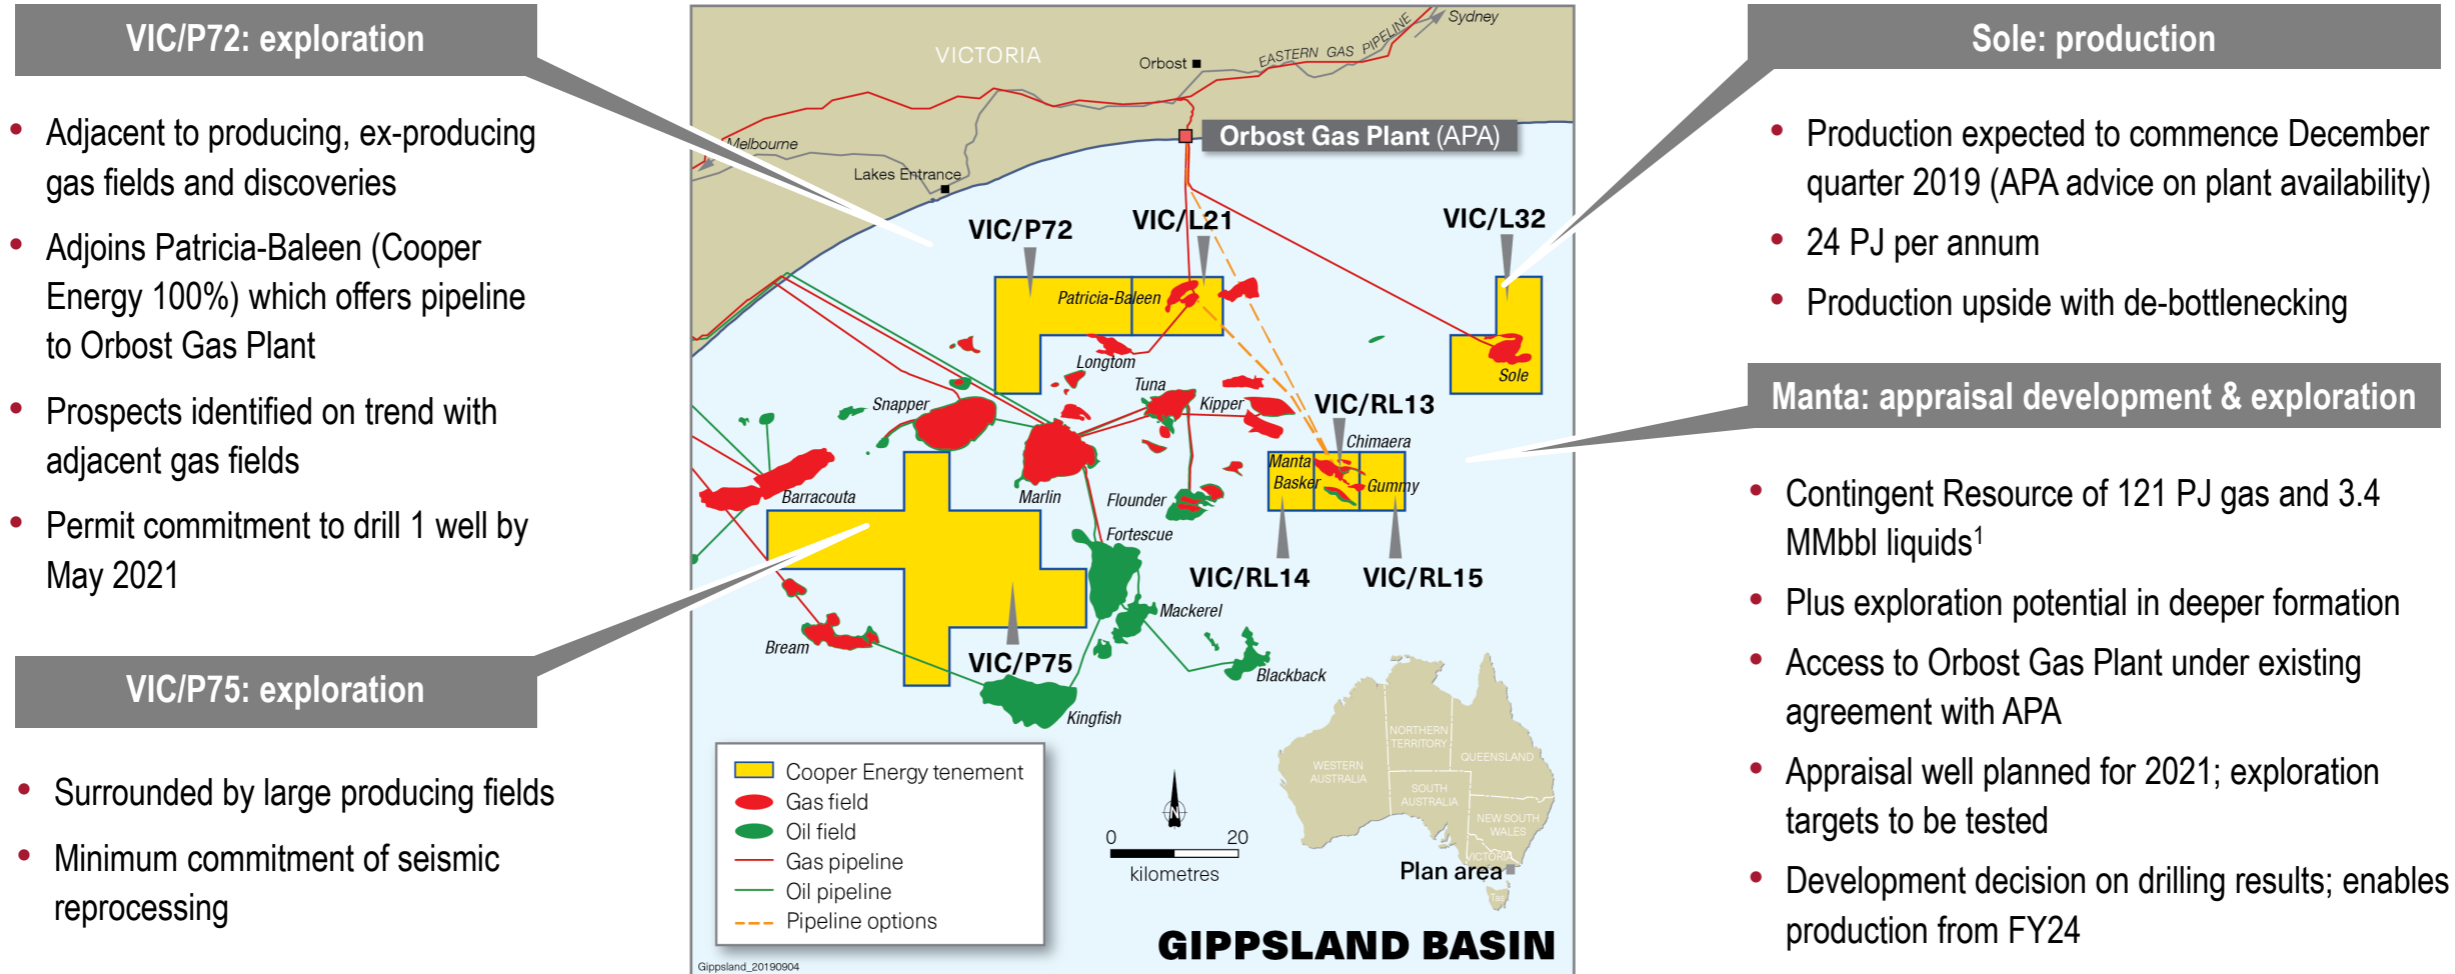 VIC/P72: exploration
• Adjacent to producing, ex-producing
gas fields and discoveries
• Adjoins Patricia-Baleen (Cooper
Energy 100%) which offers pipeline
to Orbost Gas Plant
• Prospects identified on trend with
adjacent gas fields
• Permit commitment to drill 1 well by
May 2021
VIC/P75: exploration
• Surrounded by large producing fields
• Minimum commitment of seismic
reprocessing
VICTORIA
Sydney
EASTERN GAS PIPELINE
Orbost
Melbourne
Orbost Gas Plant (APA)
Lakes Entrance
VIC/P72
VIC/L21
VIC/L32
Patricia-Baleen
Longtom
Sole
Tuna
Snapper
Kipper
VIC/RL13
Chimaera
Manta
Basker
Gummy
Barracouta
Marlin
Flounder
Fortescue
VIC/RL14
VIC/RL15
Mackerel
Bream
VIC/P75
Blackback
Kingfish
Cooper Energy tenement
Gas field
Oil field
Gas pipeline
Oil pipeline
Pipeline options
N
0 20
kilometres
WESTERN
AUSTRALIA
NORTHERN
TERRITORY
QUEENSLAND
SOUTH
AUSTRALIA
NEW SOUTH
WALES
VICTORIA
Plan area
GIPPSLAND BASIN
Gippsland_20190904
Sole: production
• Production expected to commence December
quarter 2019 (APA advice on plant availability)
• 24 PJ per annum
• Production upside with de-bottlenecking
Manta: appraisal development & exploration
• Contingent Resource of 121 PJ gas and 3.4
MMbbl liquids¹
• Plus exploration potential in deeper formation
• Access to Orbost Gas Plant under existing
agreement with APA
• Appraisal well planned for 2021; exploration
targets to be tested
• Development decision on drilling results; enables
production from FY24